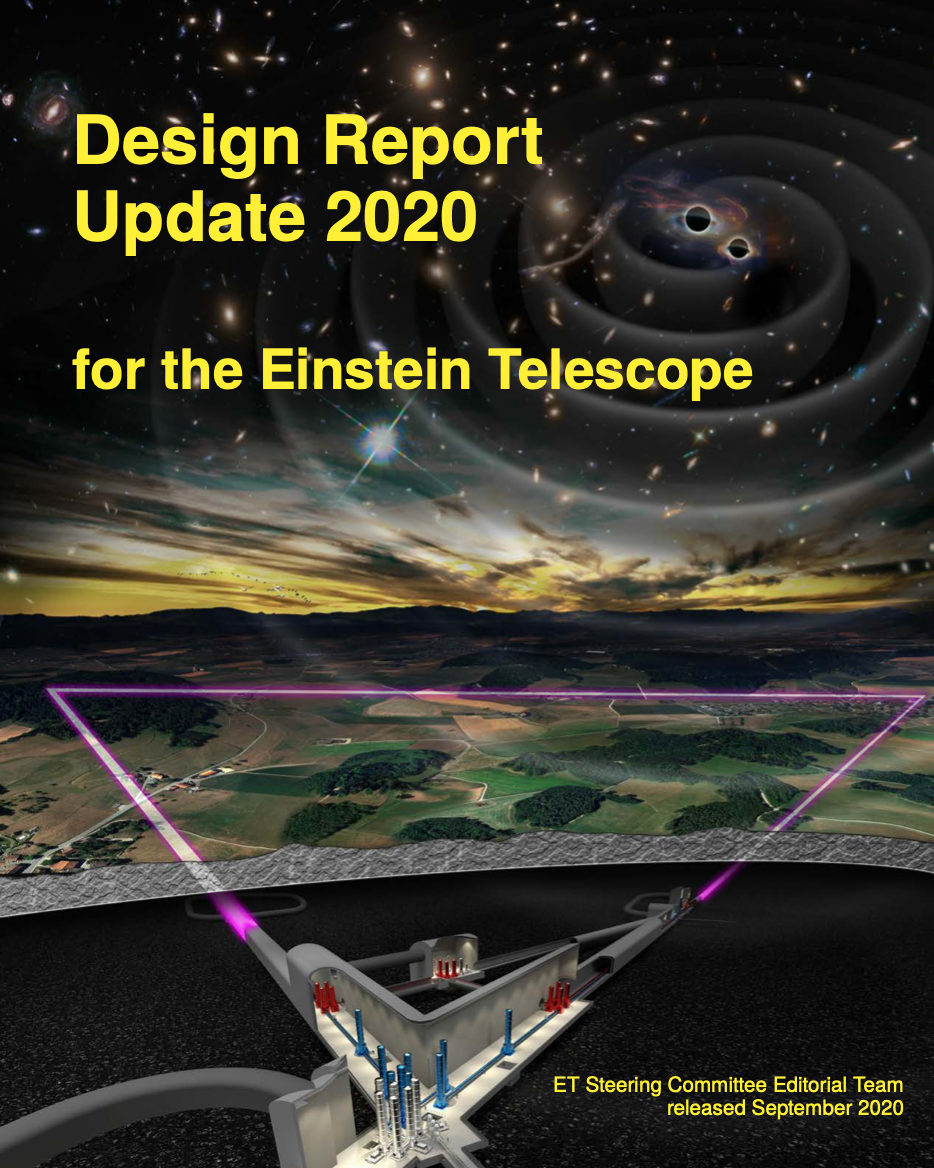 Design Report
Update 2020
for the Einstein Telescope
ET Steering Committee Editorial Team
released September 2020